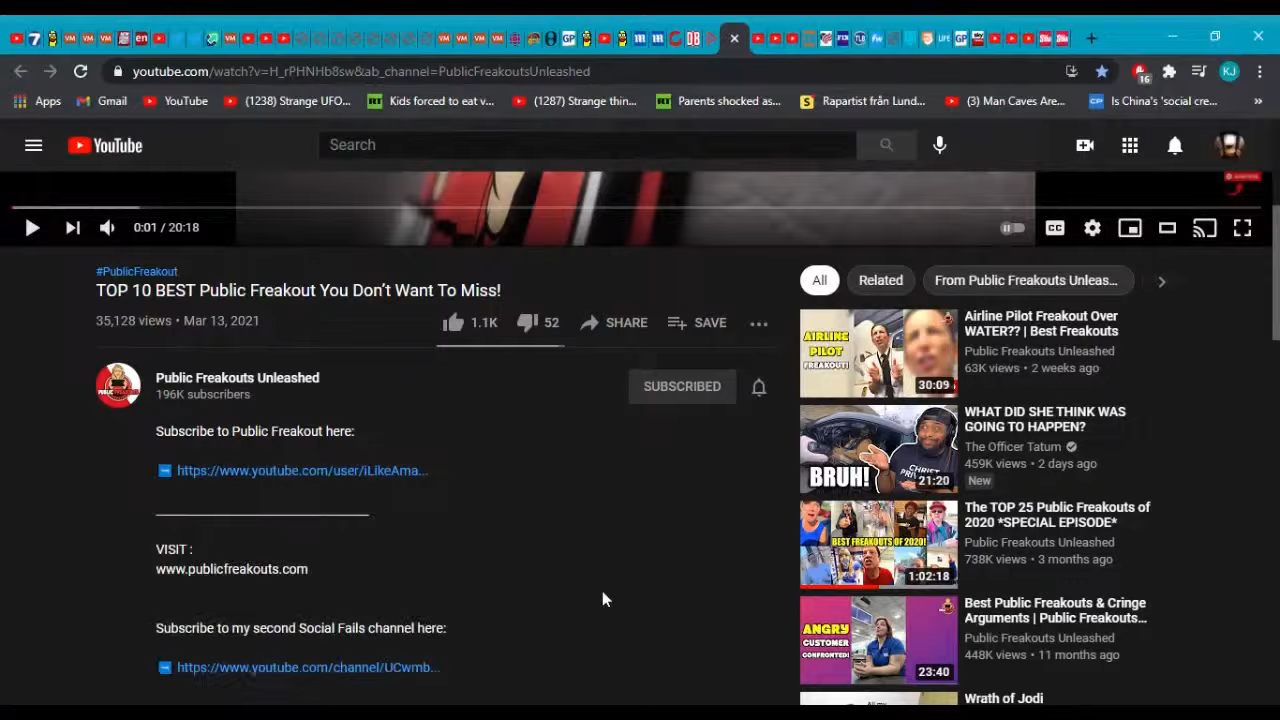 youtube.com/watch?v=H_rPHNHb8sw&ab_channel=PublicFreakoutsUnleashed
16
KJ
Apps
Gmail
YouTube
(1238) Strange UFO...
Kids forced to eat v...
(1287) Strange thin...
Parents shocked as...
Rapartist från Lund...
(3) Man Caves Are...
Is China's 'social cre...
YouTube
Search
0:01 / 20:18
CC
#PublicFreakout
TOP 10 BEST Public Freakout You Don't Want To Miss!
35,128 views • Mar 13, 2021
1.1K
52
SHARE
SAVE
Public Freakouts Unleashed
196K subscribers
SUBSCRIBED
Subscribe to Public Freakout here:
https://www.youtube.com/user/iLikeAma...
VISIT :
www.publicfreakouts.com
Subscribe to my second Social Fails channel here:
https://www.youtube.com/channel/UCwmb...
All
Related
From Public Freakouts Unleas...
AIRLINE
PILOT
FREAKOUT!
30:09
Airline Pilot Freakout Over
WATER?? | Best Freakouts
Public Freakouts Unleashed
63K views • 2 weeks ago
BRUH!
21:20
WHAT DID SHE THINK WAS
GOING TO HAPPEN?
The Officer Tatum
459K views • 2 days ago
New
BEST FREAKOUTS OF 2020!
1:02:18
The TOP 25 Public Freakouts of
2020 *SPECIAL EPISODE*
Public Freakouts Unleashed
738K views • 3 months ago
ANGRY
CUSTOMER
CONFRONTED!
23:40
Best Public Freakouts & Cringe
Arguments | Public Freakouts...
Public Freakouts Unleashed
448K views • 11 months ago
Wrath of Jodi